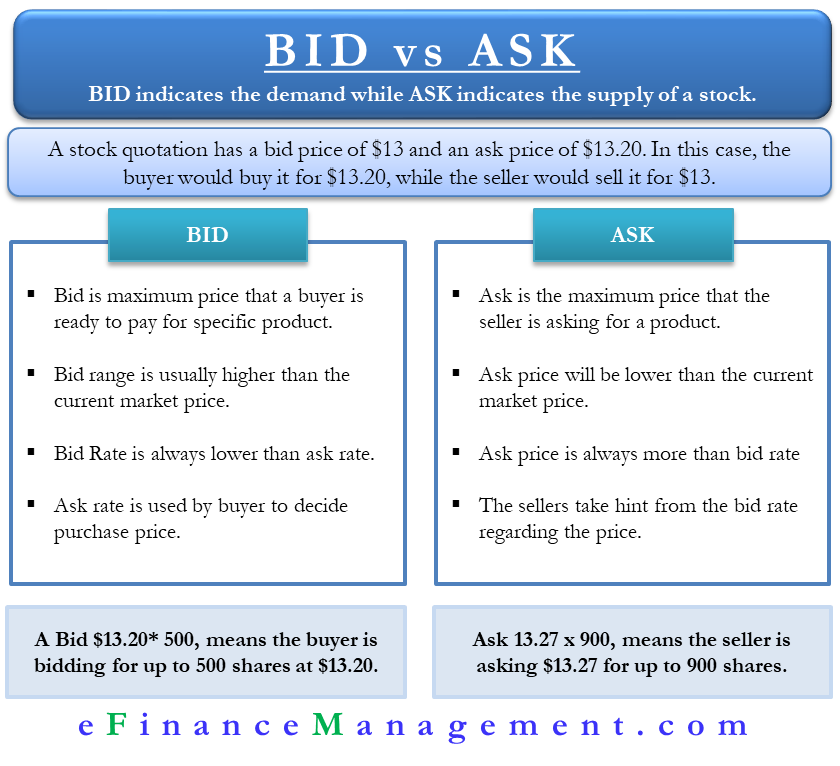 BID vs ASK
BID indicates the demand while ASK indicates the supply of a stock.
A stock quotation has a bid price of $13 and an ask price of $13.20. In this case, the
buyer would buy it for $13.20, while the seller would sell it for $13.
BID
▪ Bid is maximum price that a buyer is
ready to pay for specific product.
▪ Bid range is usually higher than the
current market price.
▪ Bid Rate is always lower than ask rate.
▪ Ask rate is used by buyer to decide
purchase price.
A Bid $13.20* 500, means the buyer is
bidding for up to 500 shares at $13.20.
ASK
▪ Ask is the maximum price that the
seller is asking for a product.
▪ Ask price will be lower than the current
market price.
▪ Ask price is always more than bid rate
▪ The sellers take hint from the bid rate
regarding the price.
Ask 13.27 x 900, means the seller is
asking $13.27 for up to 900 shares.
eFinanceManagement.com